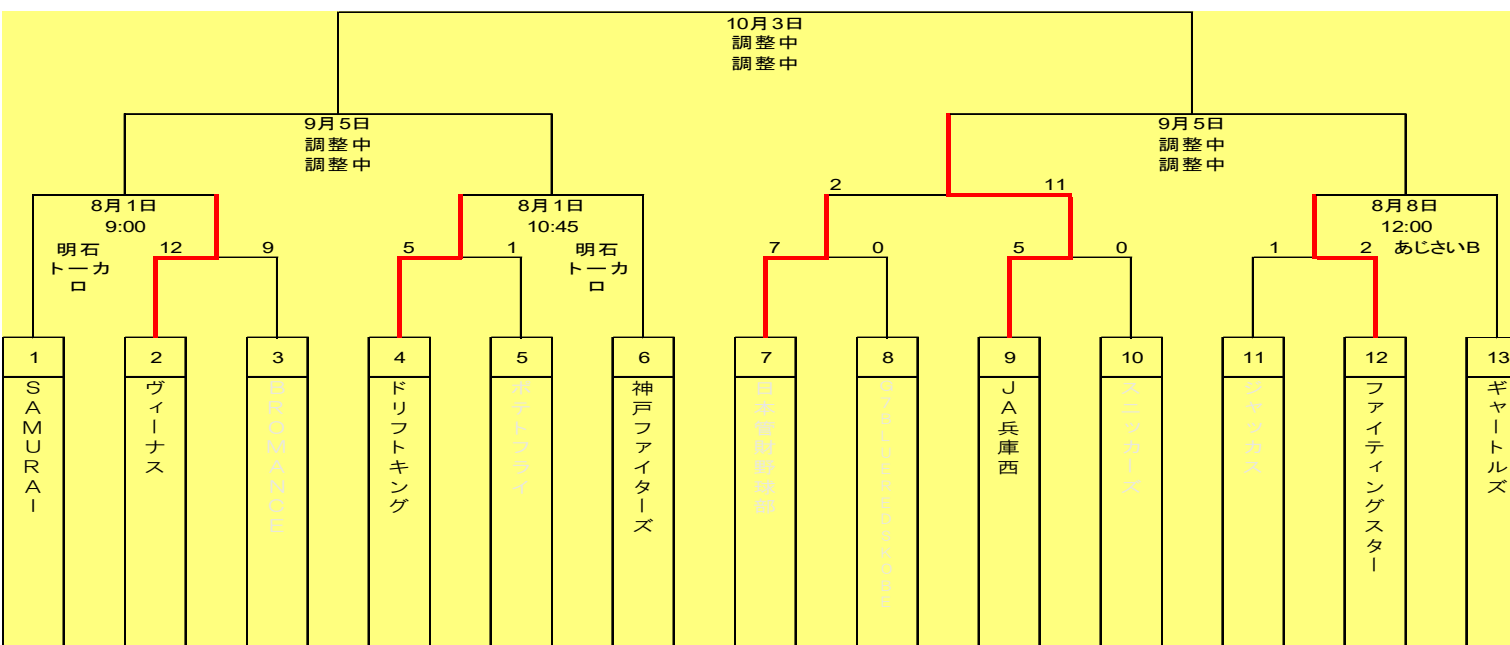 10月3日
調整中
調整中
9月5日
調整中
調整中
9月5日
調整中
調整中
2
11
8月1日
9:00
8月1日
10:45
8月8日
12:00
明石
トーカ
ロ
12
9
5
1
明石
トーカ
ロ
7
0
5
0
1
2
あじさいB
1
2
3
4
5
6
7
8
9
10
11
12
13
SAMURAI
ヴィーナス
BROMANCE
ドリフトキング
ポテトフライ
神戸ファイターズ
日本管財野球部
G7BLUEREDSKOBE
JA兵庫西
スニッカーズ
ジャッカス
ファイティングスター
ギャートルズ